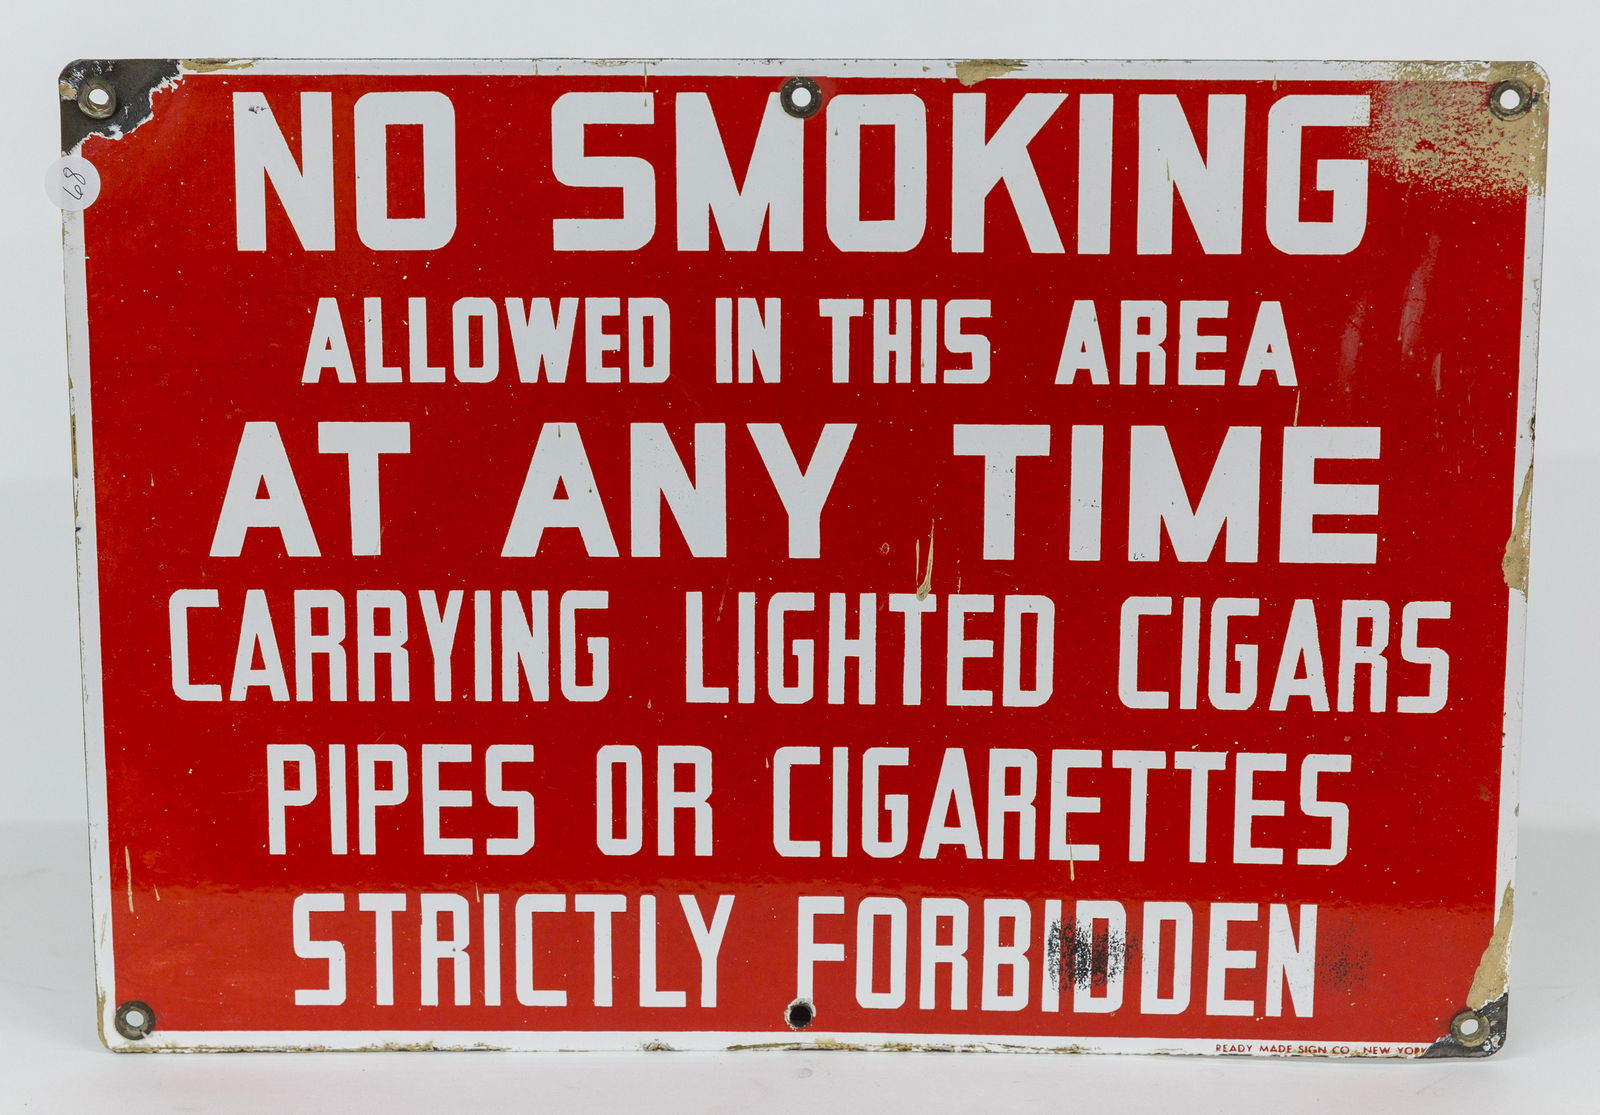 NO SMOKING
ALLOWED IN THIS AREA
AT ANY TIME
CARRYING LIGHTED CIGARS
PIPES OR CIGARETTES
STRICTLY FORBIDDEN
READY MADE SIGN CO. NEW YORK
68